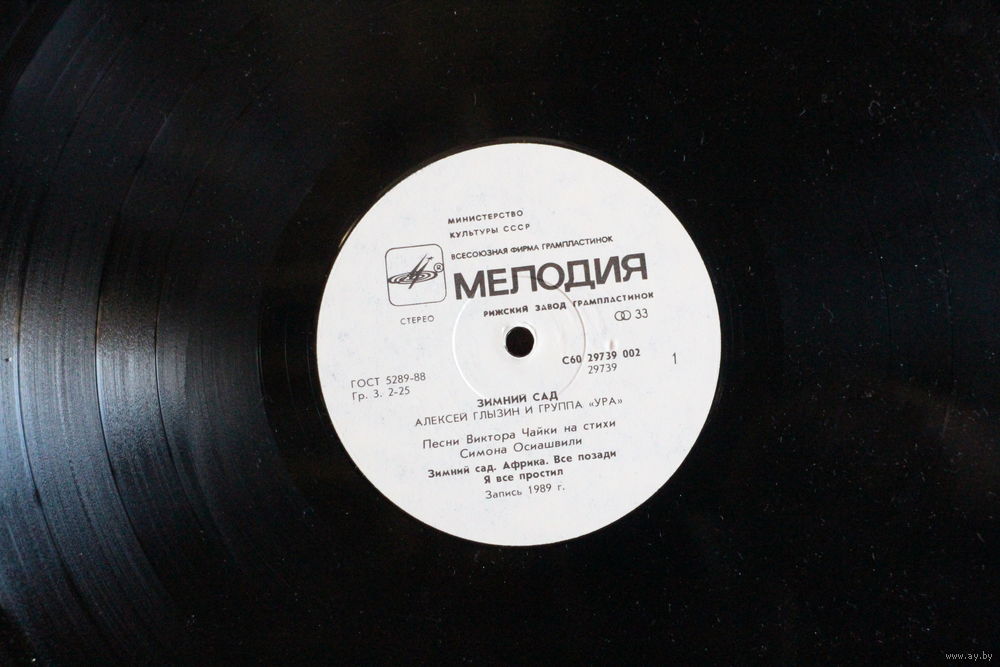 МИНИСТЕРСТВО
КУЛЬТУРЫ СССР
ВСЕСОЮЗНАЯ ФИРМА ГРАМПЛАСТИНОК
®
МЕЛОДИЯ
РИЖСКИЙ ЗАВОД ГРАМПЛАСТИНОК
СТЕРЕО
33
С60 29739 002
29739
1
ГОСТ 5289-88
Гр. 3. 2-25
ЗИМНИЙ САД
АЛЕКСЕЙ ГЛЫЗИН И ГРУППА «УРА»
Песни Виктора Чайки на стихи
Симона Осиашвили
Зимний сад. Африка. Все позади
Я все простил
Запись 1989 г.
www.ay.by